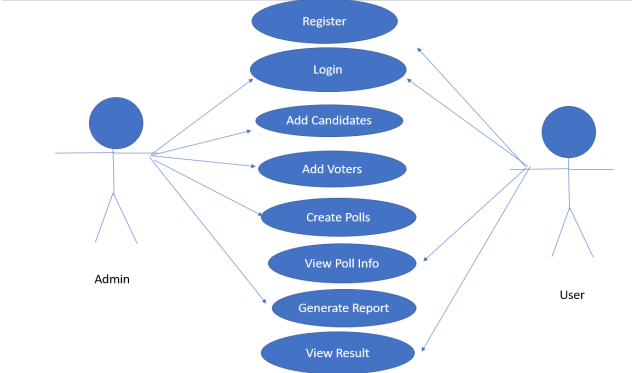 Register
Login
Add Candidates
Add Voters
Create Polls
View Poll Info
Admin
Generate Report
User
View Result